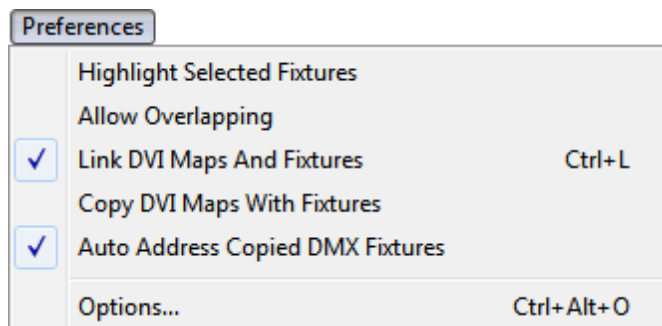 Preferences
Highlight Selected Fixtures
Allow Overlapping
Link DVI Maps And Fixtures Ctrl+L
Copy DVI Maps With Fixtures
Auto Address Copied DMX Fixtures
Options... Ctrl+Alt+O